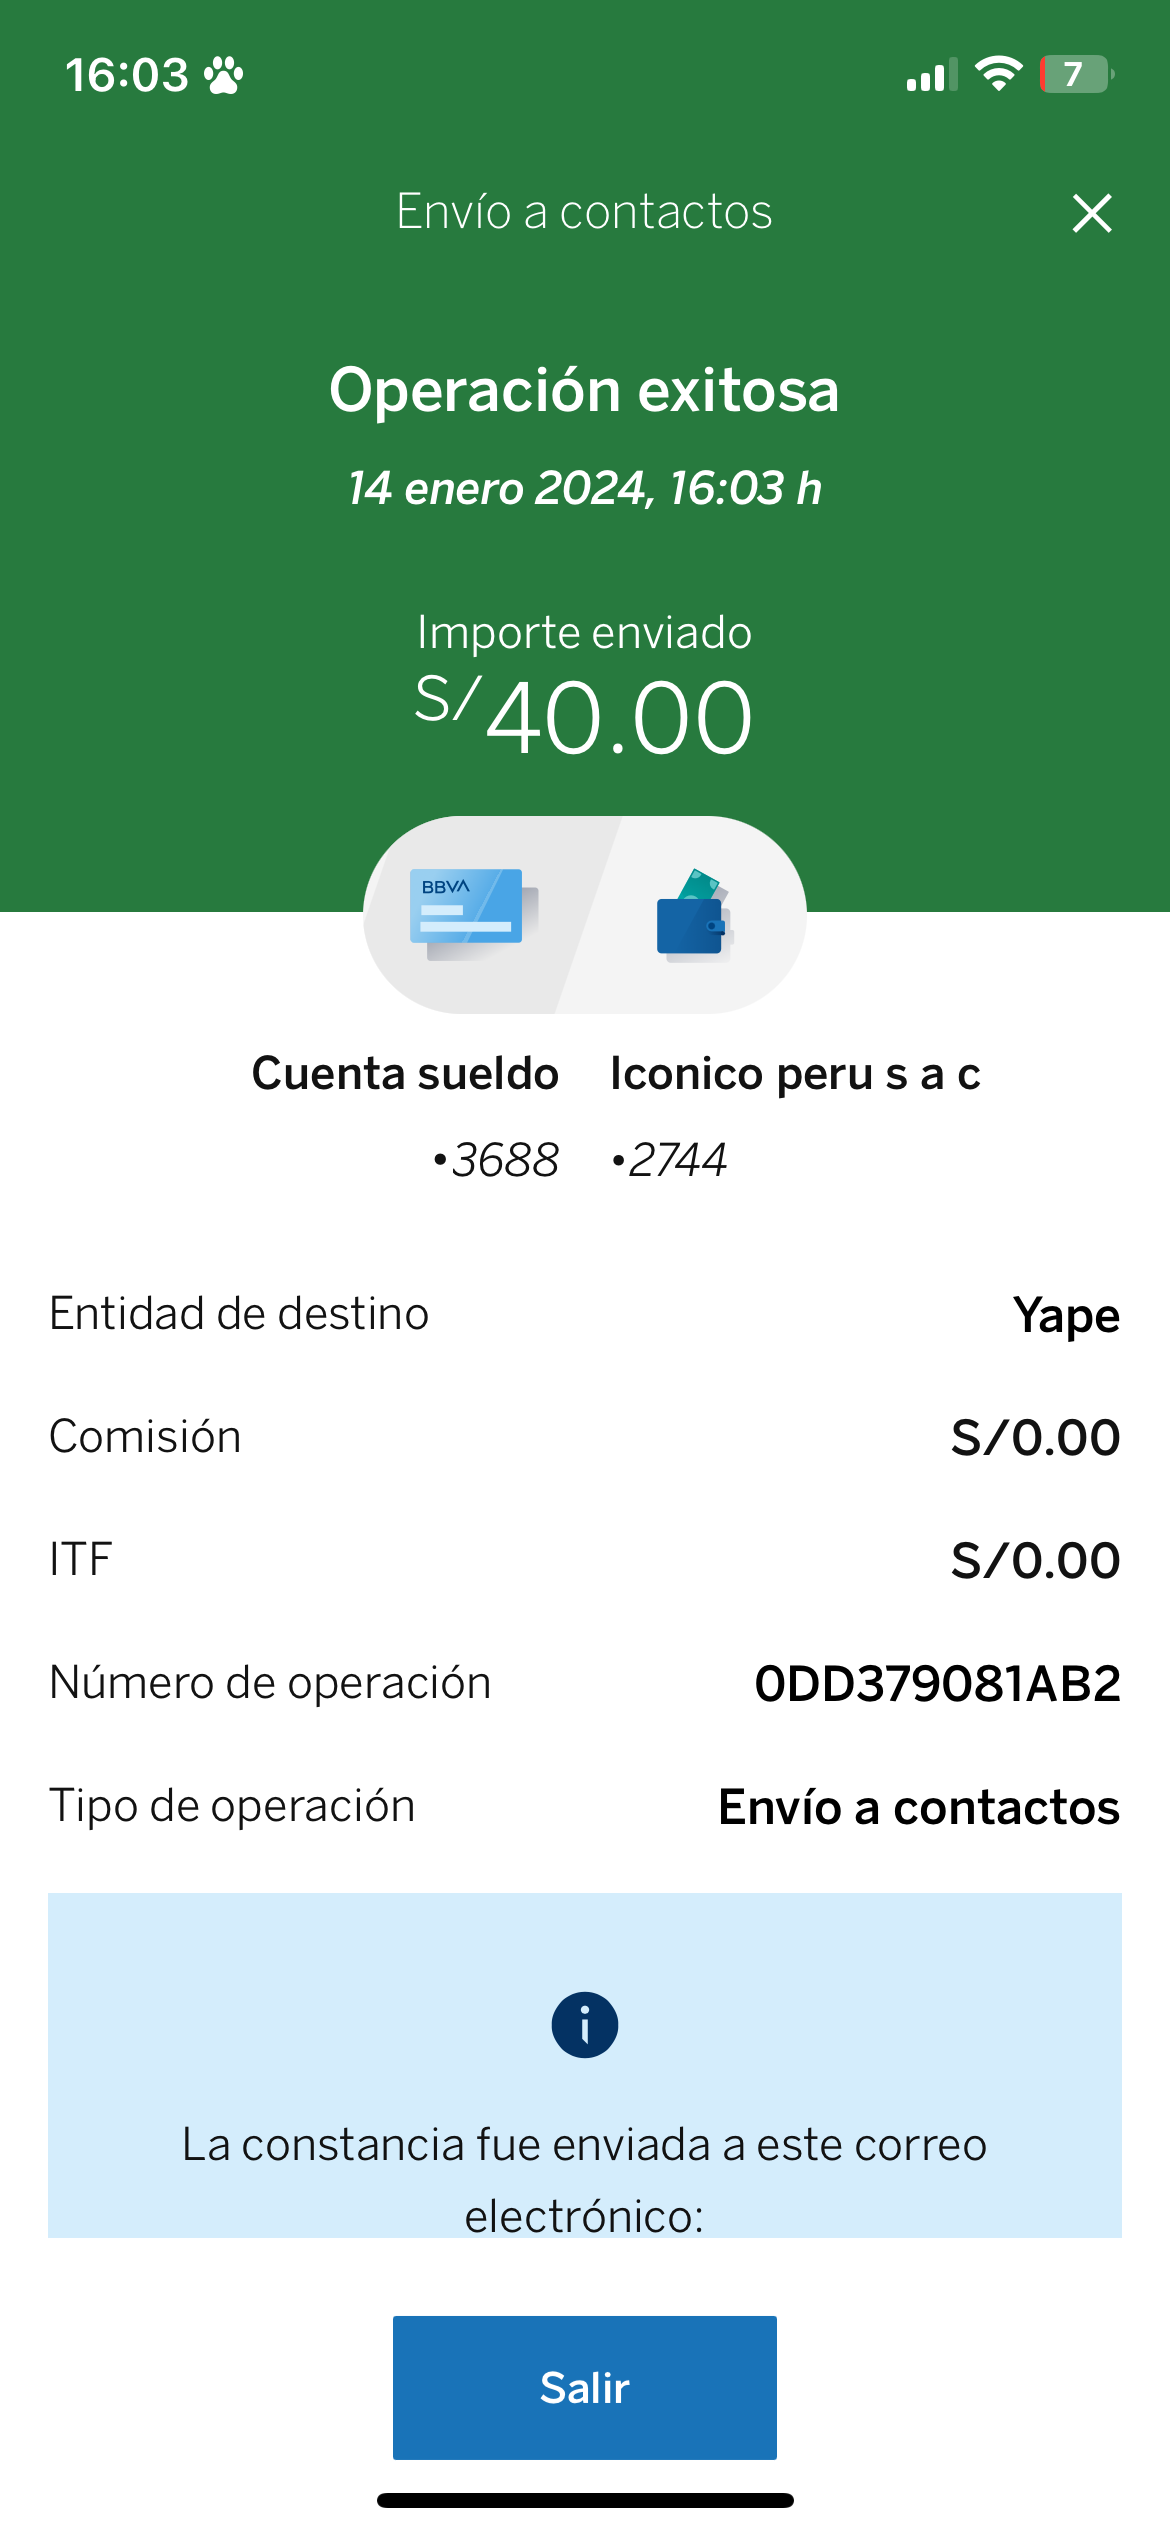 16:03
7
Envío a contactos
Operación exitosa
14 enero 2024, 16:03 h
Importe enviado
S/40.00
BBVA
Cuenta sueldo Iconico peru s a c
•3688 •2744
Entidad de destino Yape
Comisión S/0.00
ITF S/0.00
Número de operación 0DD379081AB2
Tipo de operación Envío a contactos
La constancia fue enviada a este correo
electrónico:
Salir